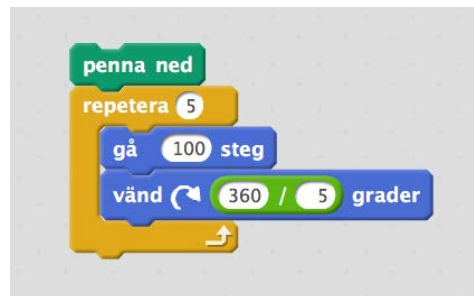 penna ned
repetera 5
gå 100 steg
vänd 360 / 5 grader